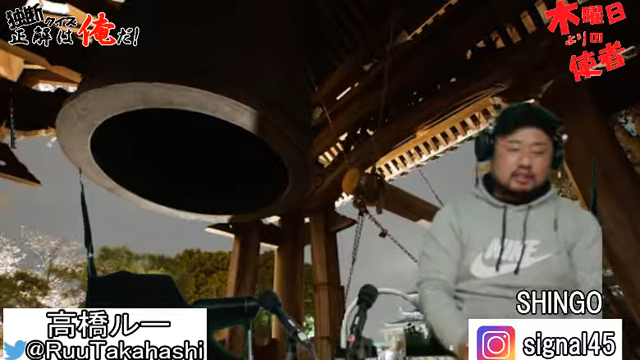 独断クイズ
正解は俺だ!
木曜日
よりの
使者
NIKE
SHINGO
signal45
高橋ルー
@RuuTakahashi